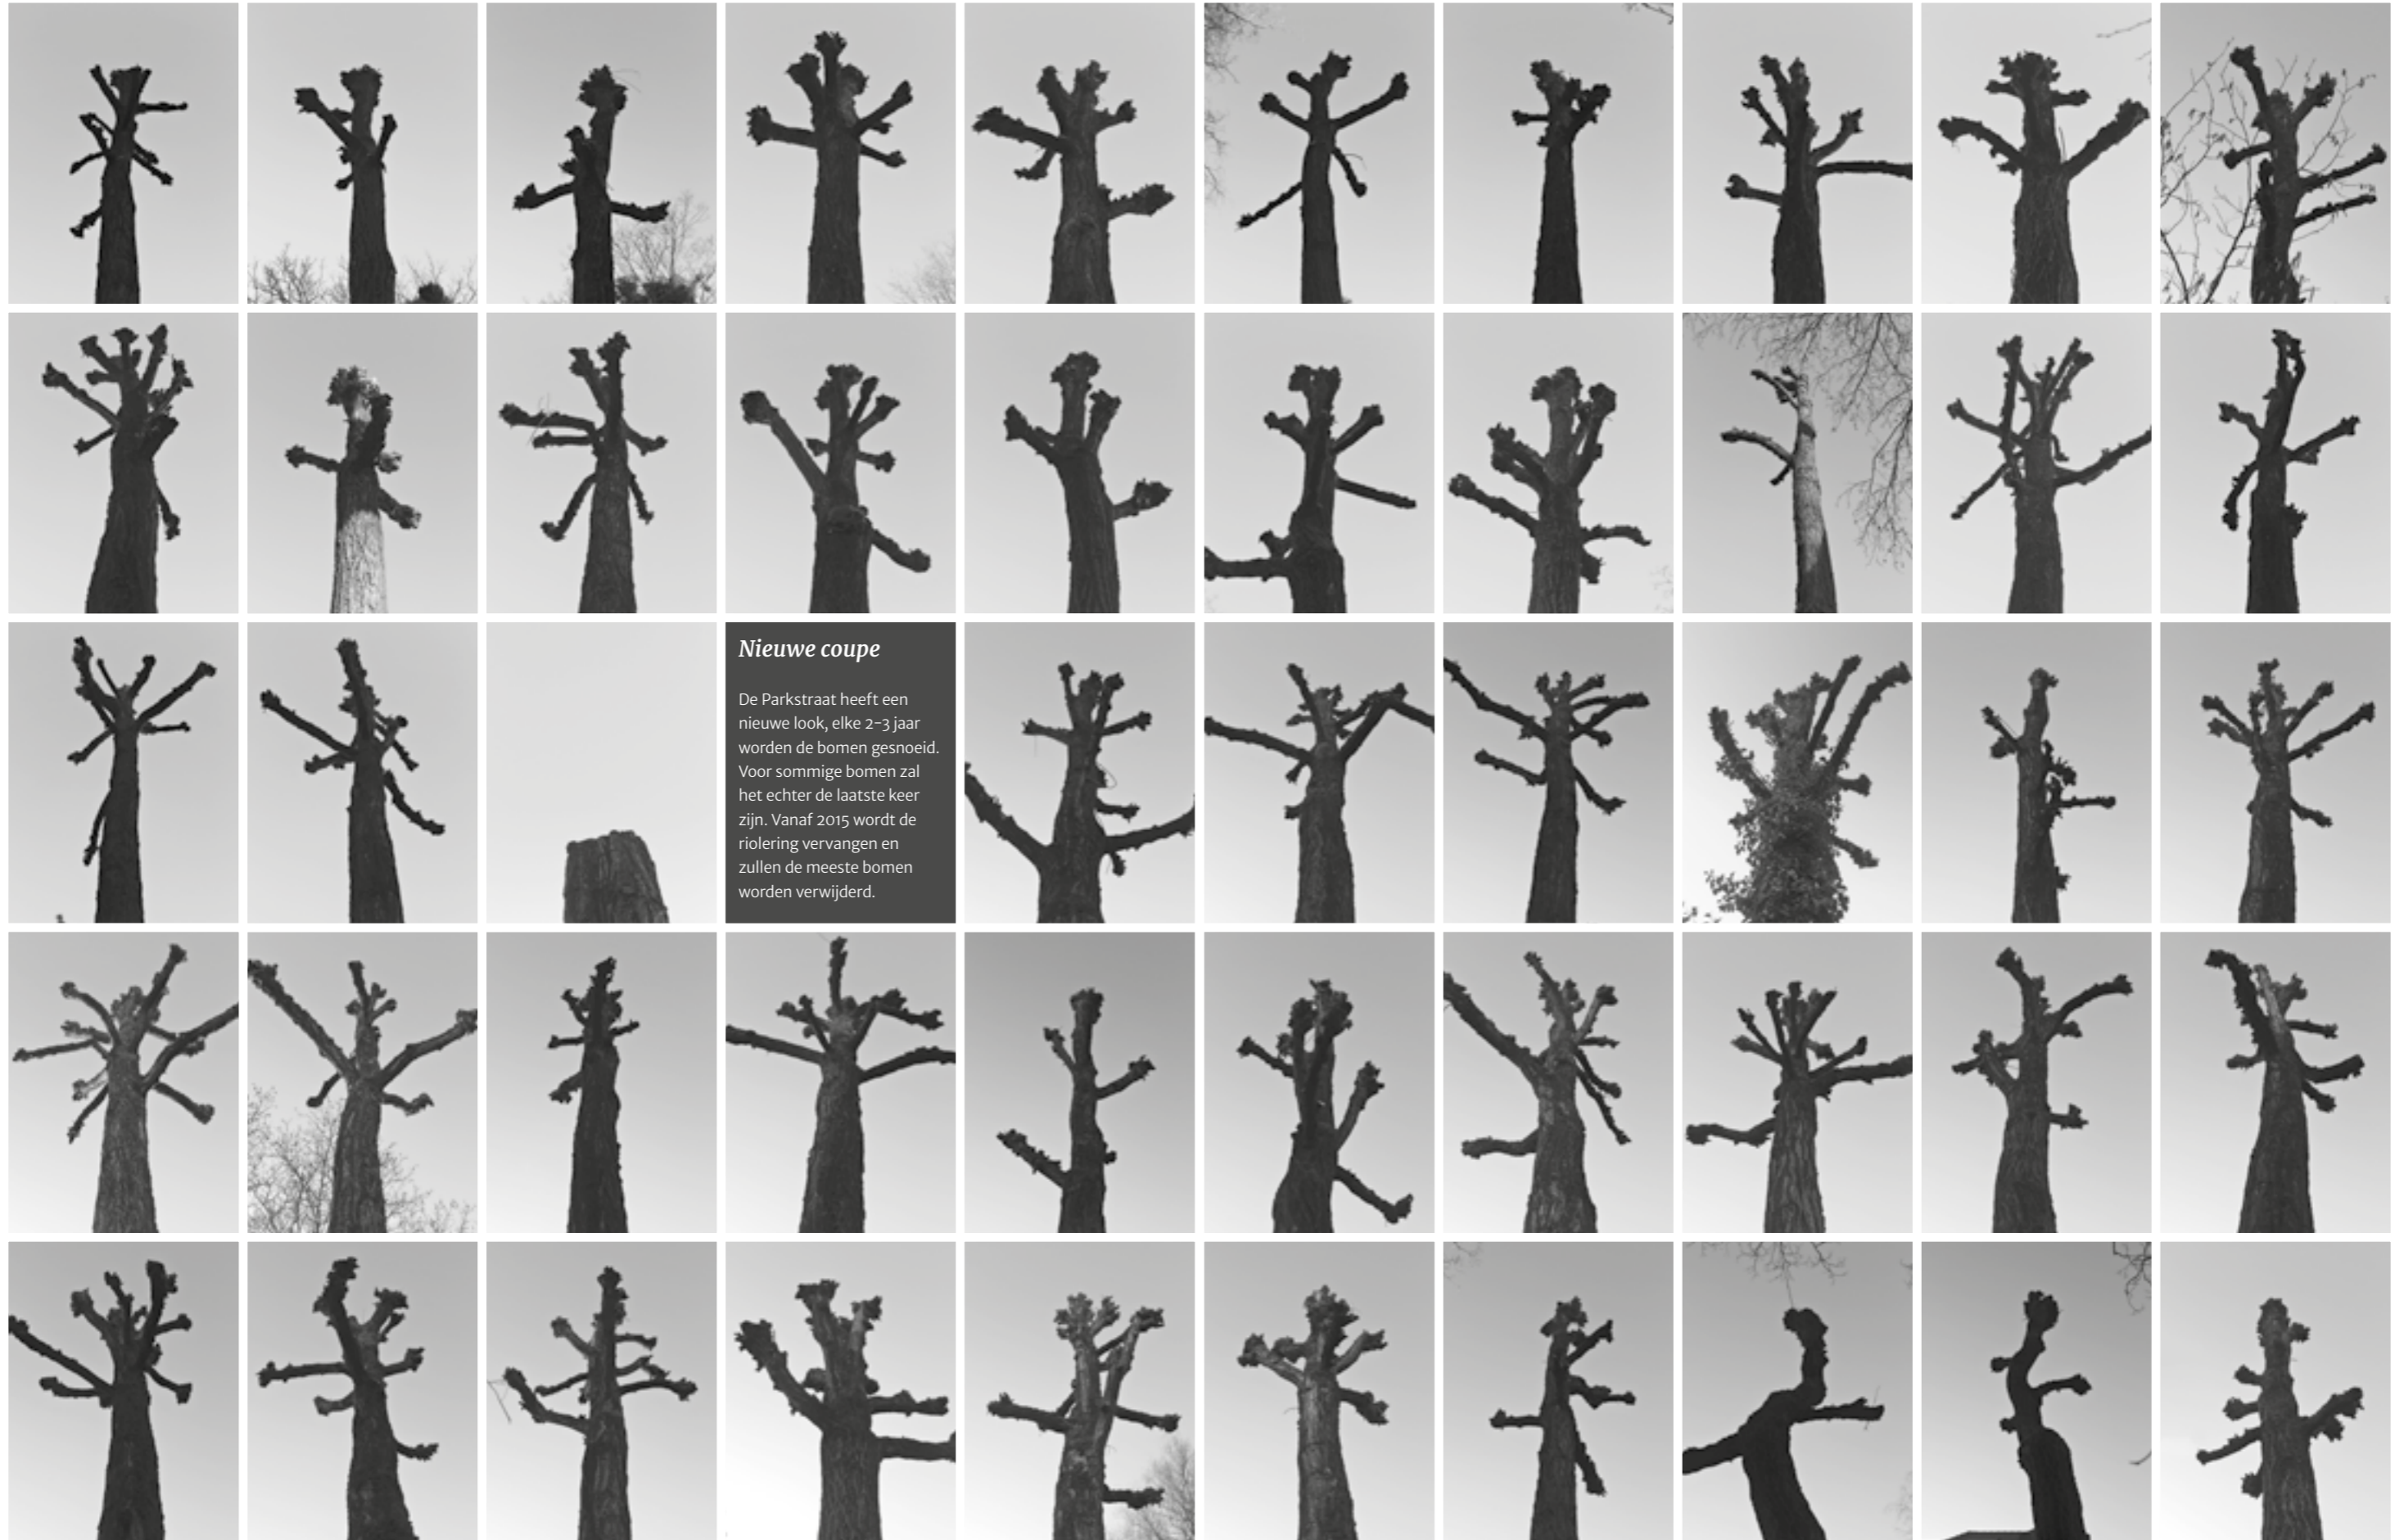 Nieuwe coupe
De Parkstraat heeft een
nieuwe look, elke 2-3 jaar
worden de bomen gesnoeid.
Voor sommige bomen zal
het echter de laatste keer
zijn. Vanaf 2015 wordt de
riolering vervangen en
zullen de meeste bomen
worden verwijderd.